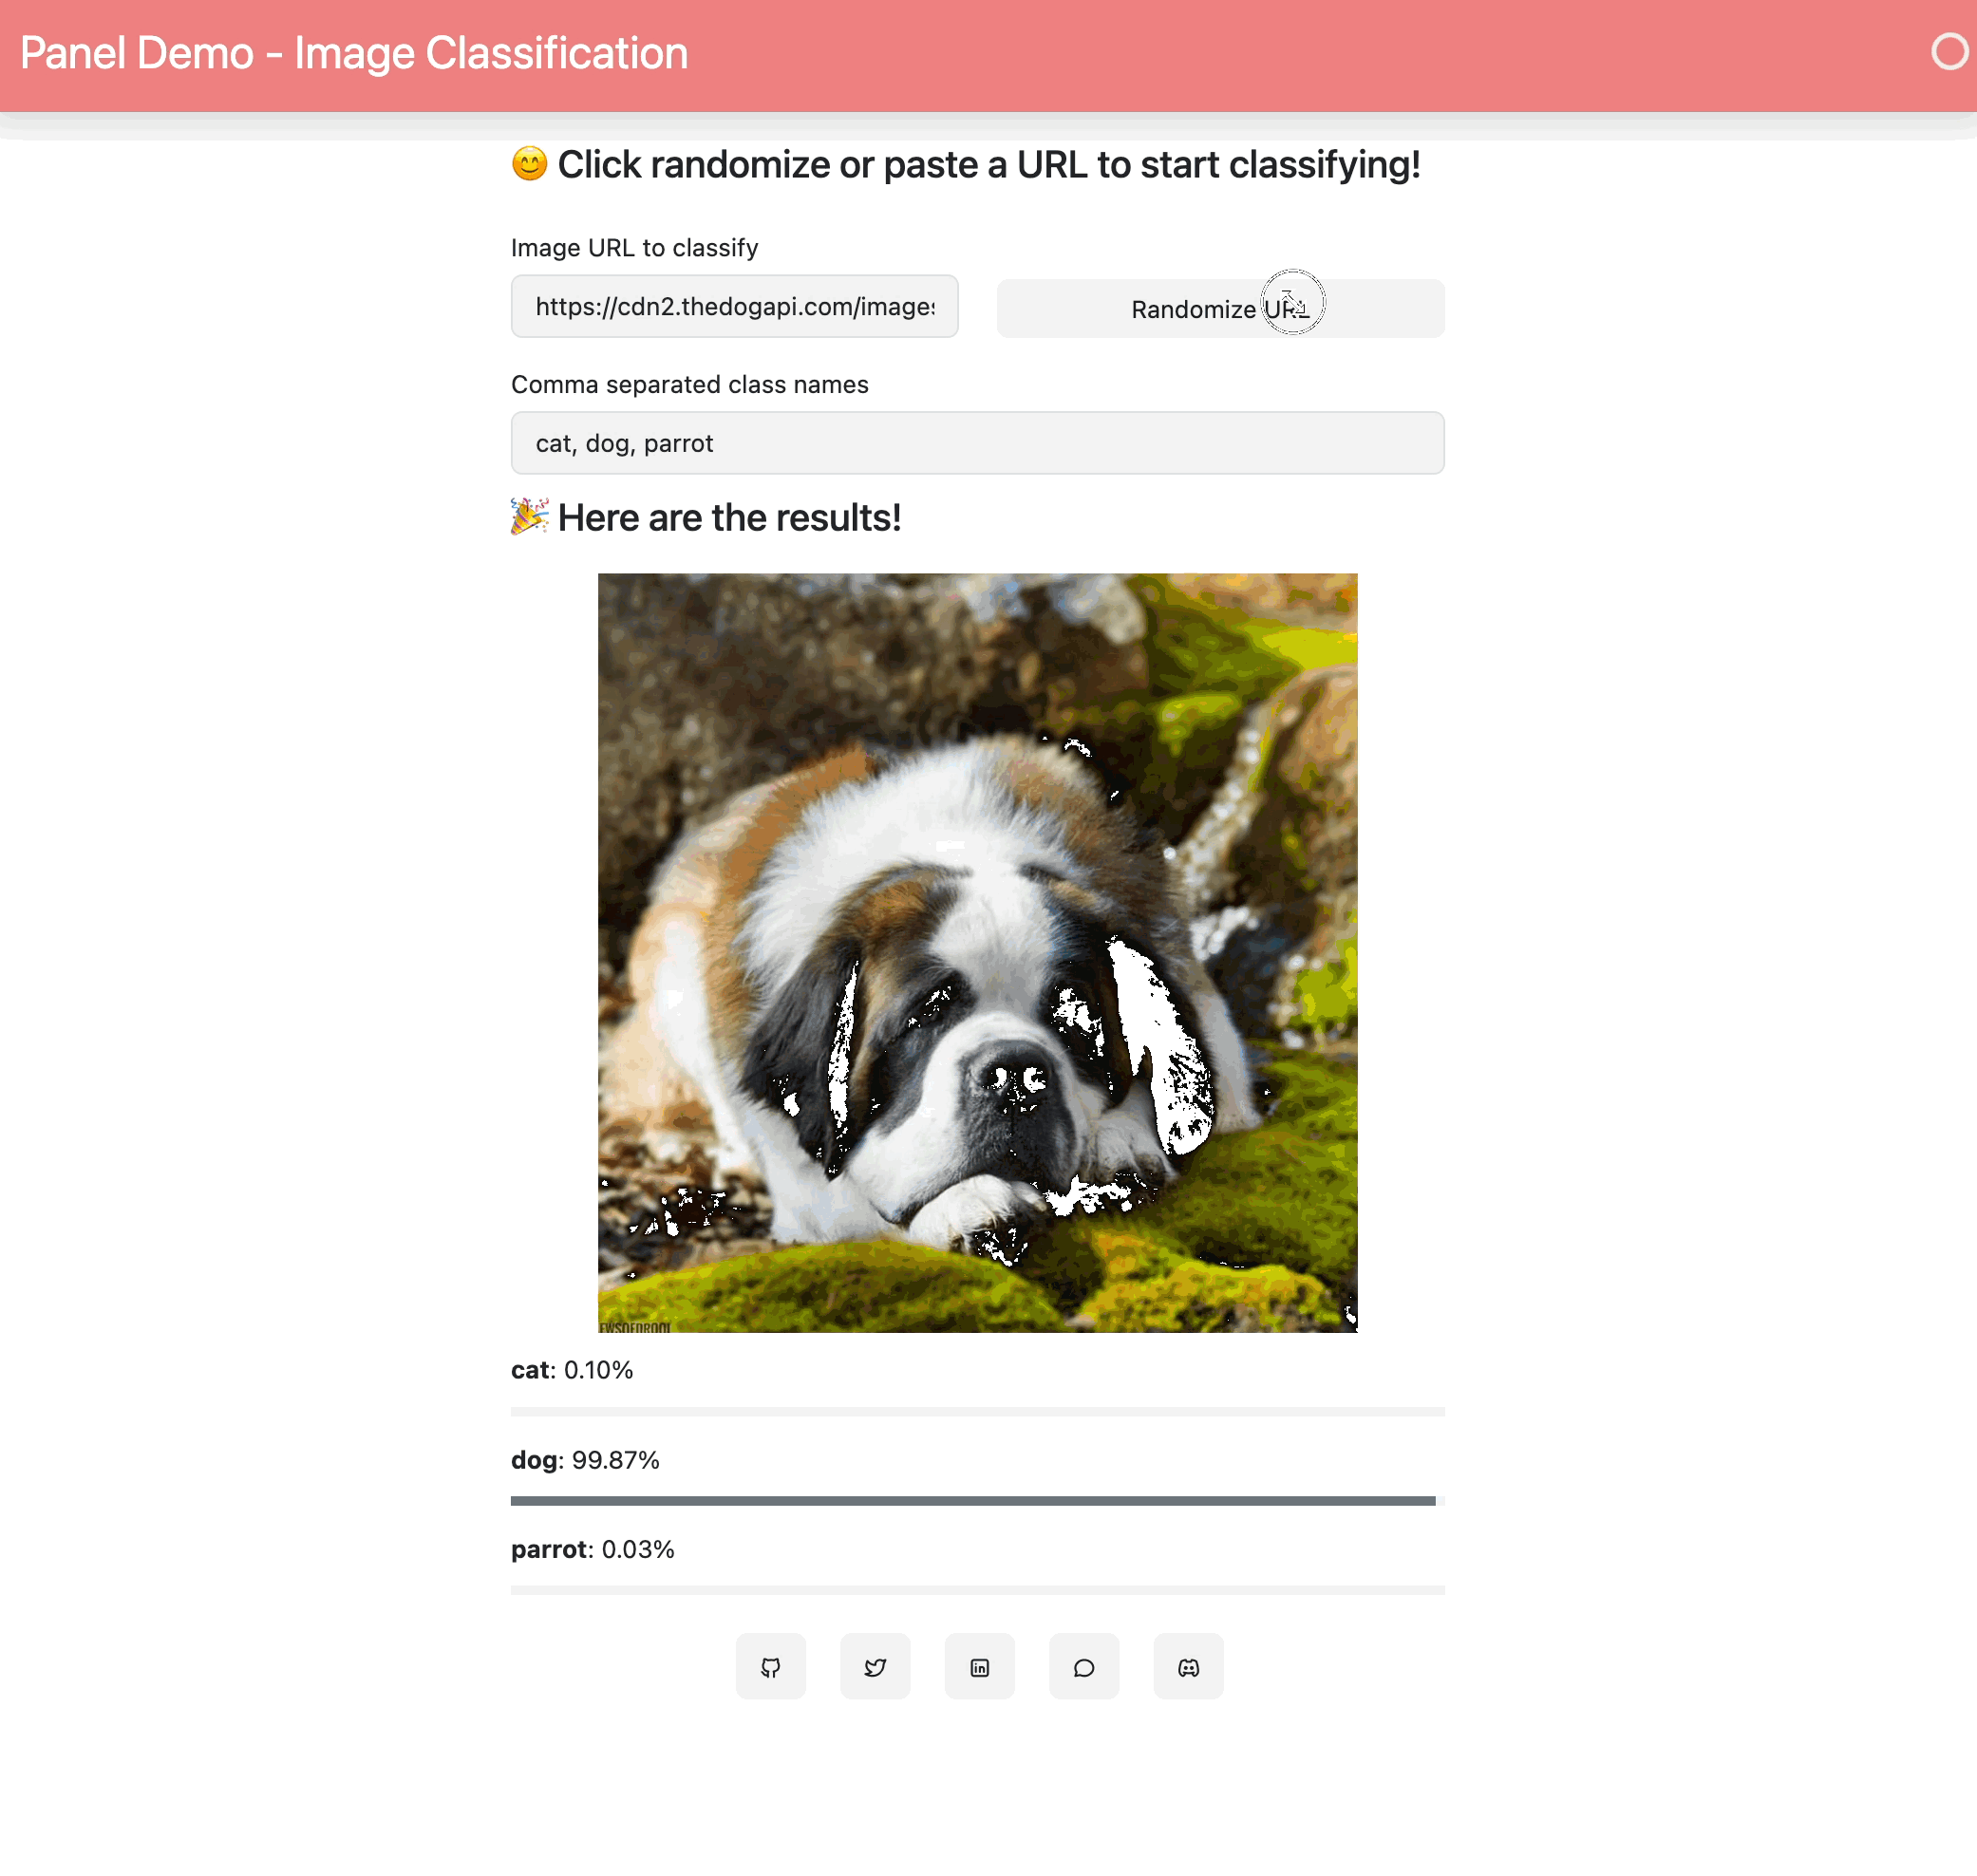 Panel Demo - Image Classification
😊 Click randomize or paste a URL to start classifying!
Image URL to classify
https://cdn2.thedogapi.com/images
Randomize URL
Comma separated class names
cat, dog, parrot
🎉 Here are the results!
cat: 0.10%
dog: 99.87%
parrot: 0.03%